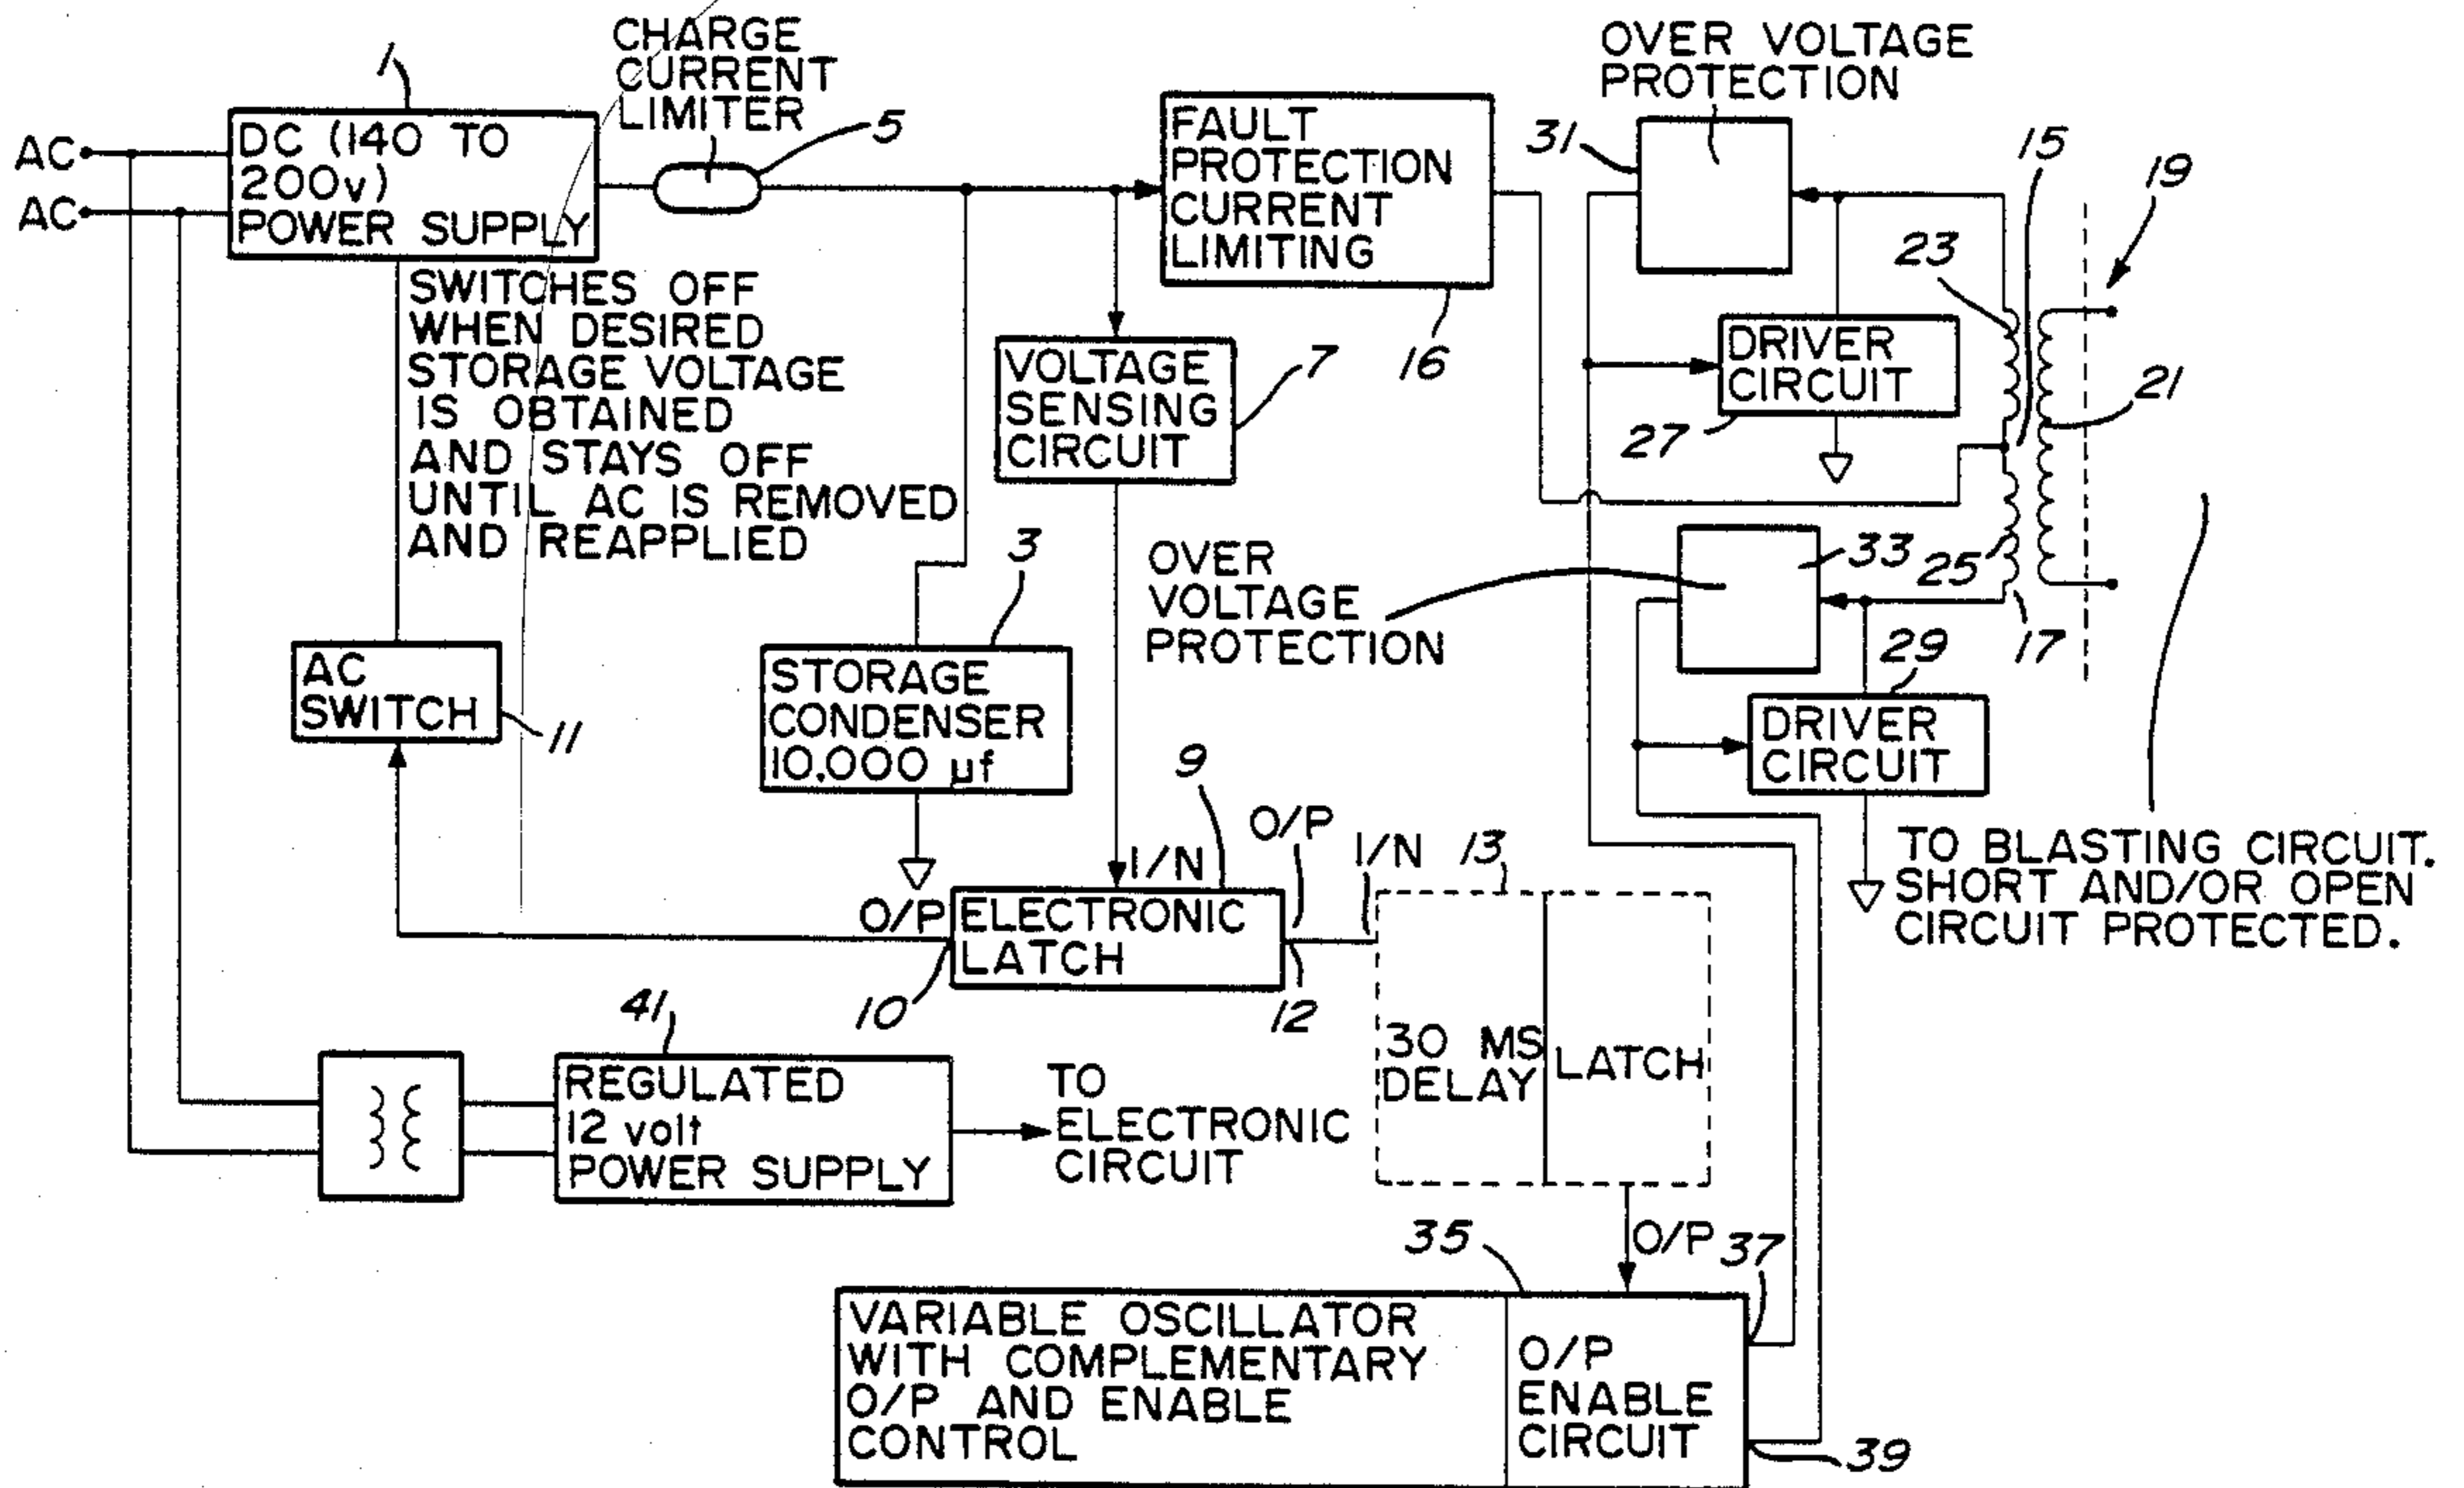 AC
AC
1
DC (140 TO
200v)
POWER SUPPLY
CHARGE
CURRENT
LIMITER
5
FAULT
PROTECTION
CURRENT
LIMITING
16
OVER VOLTAGE
PROTECTION
31
15
19
23
21
DRIVER
CIRCUIT
27
SWITCHES OFF
WHEN DESIRED
STORAGE VOLTAGE
IS OBTAINED
AND STAYS OFF
UNTIL AC IS REMOVED
AND REAPPLIED
VOLTAGE
SENSING
CIRCUIT
7
OVER
VOLTAGE
PROTECTION
33
25
17
29
DRIVER
CIRCUIT
AC
SWITCH
11
3
STORAGE
CONDENSER
10,000 µf
TO BLASTING CIRCUIT.
SHORT AND/OR OPEN
CIRCUIT PROTECTED.
9
I/N
O/P
ELECTRONIC
LATCH
10
O/P
12
I/N
13
30 MS
DELAY
LATCH
41
REGULATED
12 volt
POWER SUPPLY
TO
ELECTRONIC
CIRCUIT
O/P
35
37
VARIABLE OSCILLATOR
WITH COMPLEMENTARY
O/P AND ENABLE
CONTROL
O/P
ENABLE
CIRCUIT
39